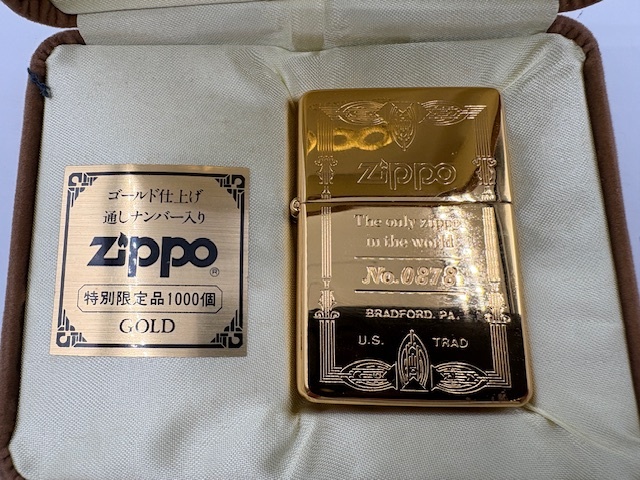 ゴールド仕上げ
通しナンバー入り
Zippo®
特別限定品1000個
GOLD
Zippo
The only zippo
in the world
No.0878
BRADFORD. PA.
U.S. TRAD